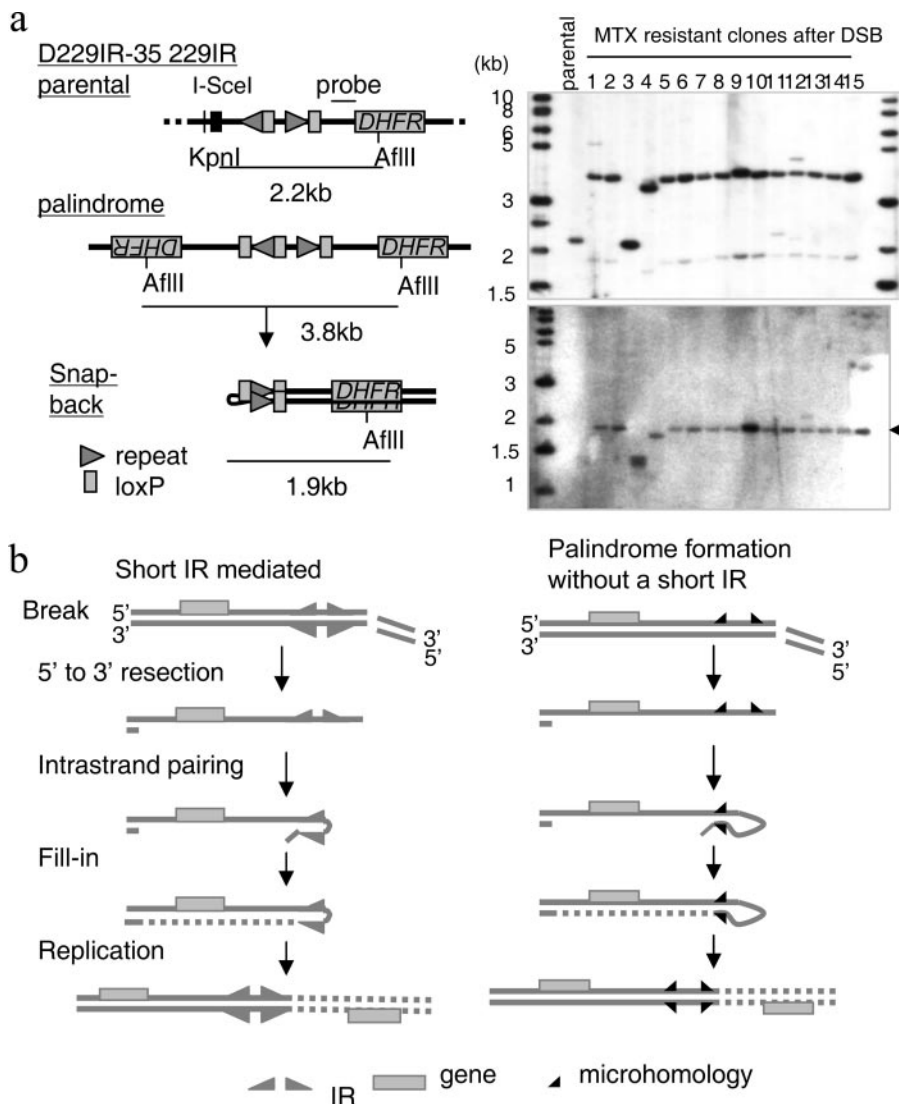 a
D229IR-35 229IR
parental
I-SceI
probe
DHFR
KpnI
AflII
2.2kb
palindrome
DHFR
DHFR
AflII
AflII
3.8kb
Snap-
back
DHFR
DHFR
AflII
repeat
loxP
1.9kb
MTX resistant clones after DSB
(kb)
parental
1 2 3 4 5 6 7 8 9 10 11 12 13 14 15
10
8
6
5
3
2
1.5
5
3
2
1.5
1
b
Short IR mediated
Palindrome formation
without a short IR
Break
5'
3'
3'
5'
5'
3'
3'
5'
5' to 3' resection
Intrastrand pairing
Fill-in
Replication
IR
gene
microhomology